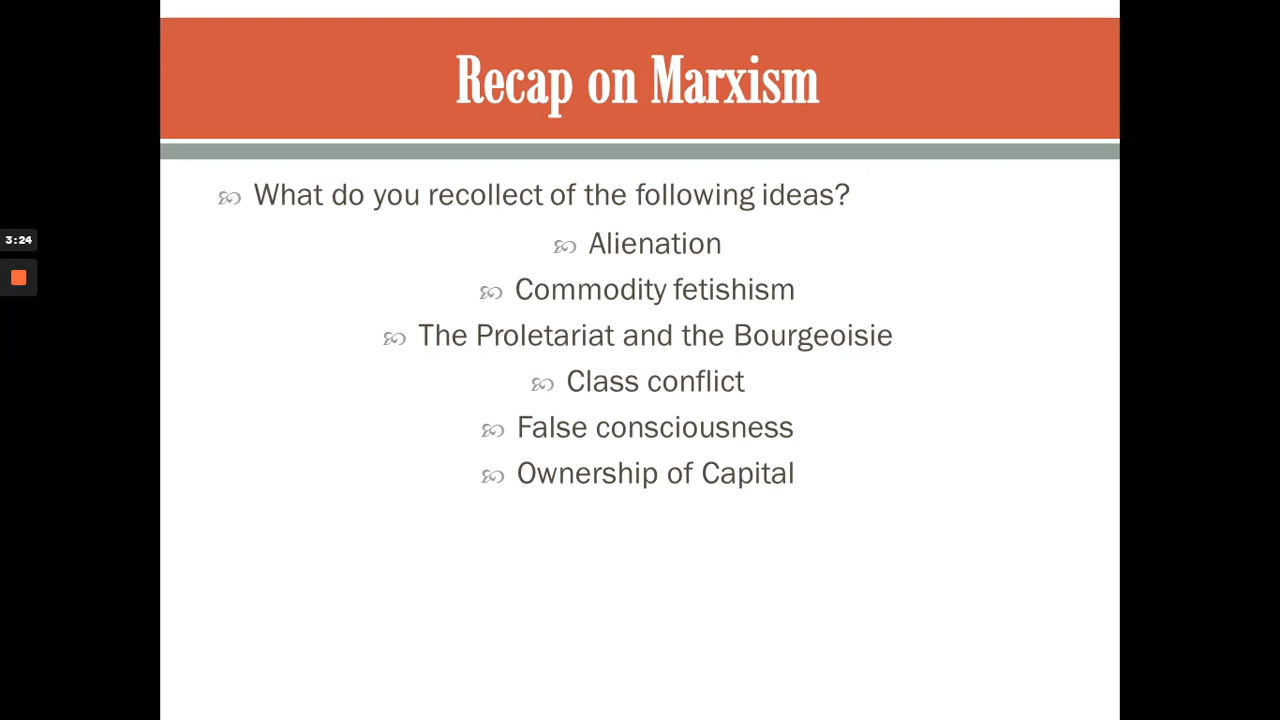 Recap on Marxism
What do you recollect of the following ideas?
Alienation
Commodity fetishism
The Proletariat and the Bourgeoisie
Class conflict
False consciousness
Ownership of Capital
3:24